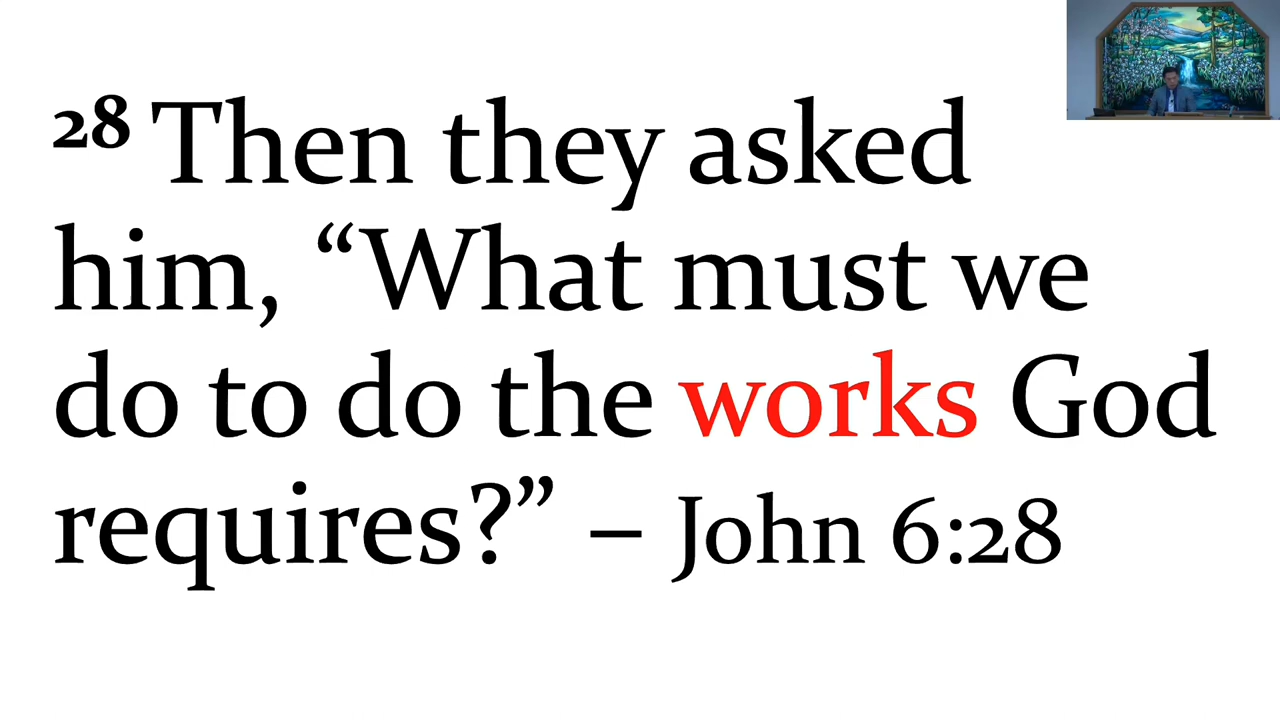 28 Then they asked
him, “What must we
do to do the works God
requires?” – John 6:28